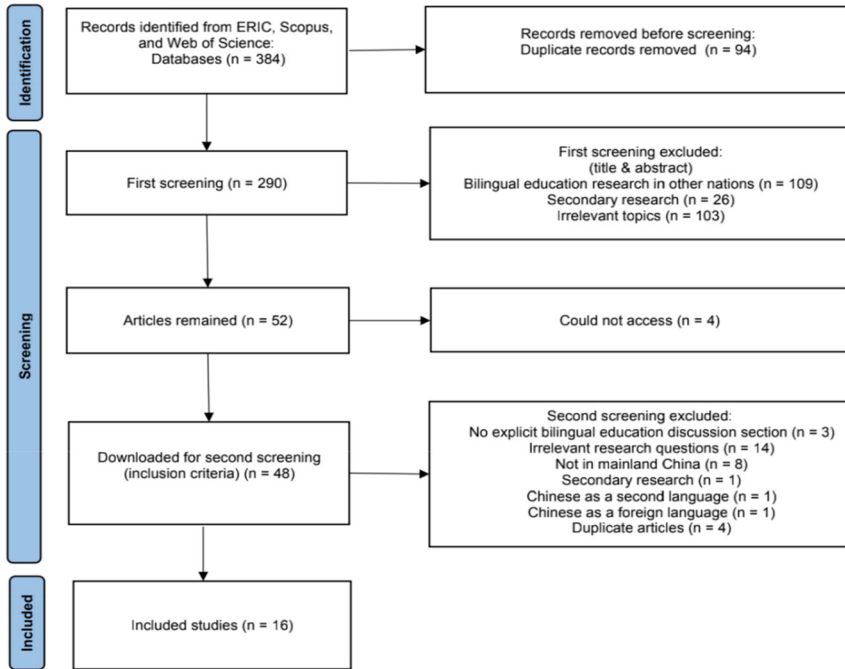 Identification
Records identified from ERIC, Scopus,
and Web of Science:
Databases (n = 384)
Records removed before screening:
Duplicate records removed (n = 94)
Screening
First screening (n = 290)
First screening excluded:
(title & abstract)
Bilingual education research in other nations (n = 109)
Secondary research (n = 26)
Irrelevant topics (n = 103)
Articles remained (n = 52)
Could not access (n = 4)
Downloaded for second screening
(inclusion criteria) (n = 48)
Second screening excluded:
No explicit bilingual education discussion section (n = 3)
Irrelevant research questions (n = 14)
Not in mainland China (n = 8)
Secondary research (n = 1)
Chinese as a second language (n = 1)
Chinese as a foreign language (n = 1)
Duplicate articles (n = 4)
Included
Included studies (n = 16)